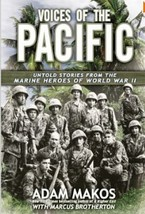 VOICES OF THE
PACIFIC
UNTOLD STORIES FROM THE
MARINE HEROES OF WORLD WAR II
ADAM MAKOS
WITH MARCUS BROTHERTON